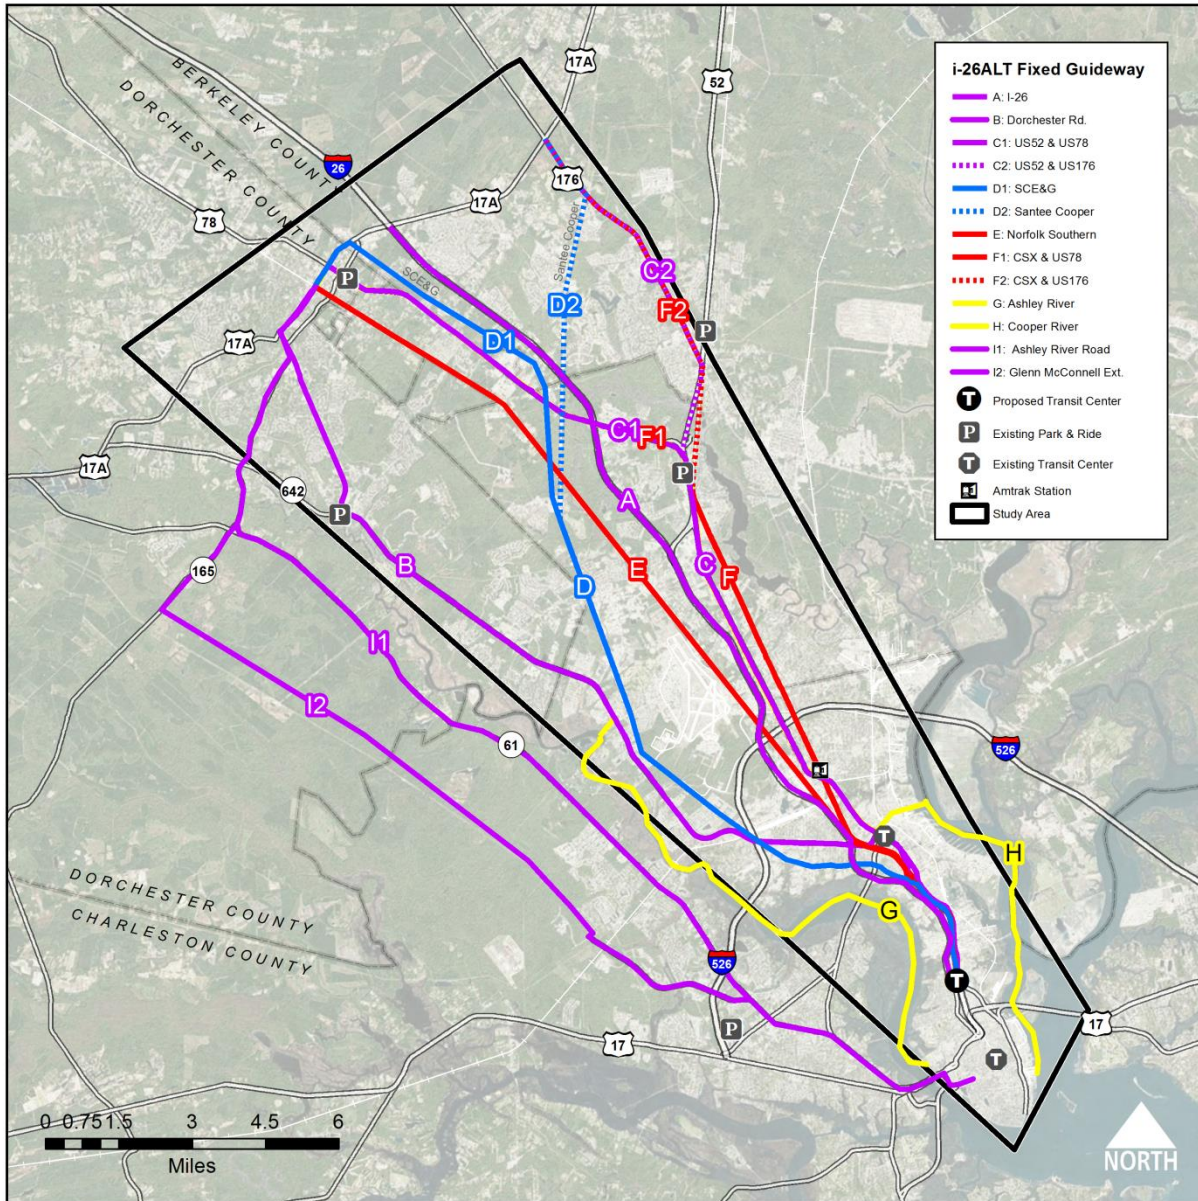 17A
52
BERKELEY COUNTY
DORCHESTER COUNTY
26
176
17A
78
P
SCE&G
Santee Cooper
C2
D2
F2
P
D1
17A
C1
F1
17A
P
642
A
P
B
C
165
E
F
D
I1
I2
61
526
T
H
G
DORCHESTER COUNTY
CHARLESTON COUNTY
526
T
P
17
17
T
i-26ALT Fixed Guideway
A: I-26
B: Dorchester Rd.
C1: US52 & US78
C2: US52 & US176
D1: SCE&G
D2: Santee Cooper
E: Norfolk Southern
F1: CSX & US78
F2: CSX & US176
G: Ashley River
H: Cooper River
I1: Ashley River Road
I2: Glenn McConnell Ext.
T Proposed Transit Center
P Existing Park & Ride
T Existing Transit Center
Amtrak Station
Study Area
0 0.75 1.5 3 4.5 6
Miles
NORTH